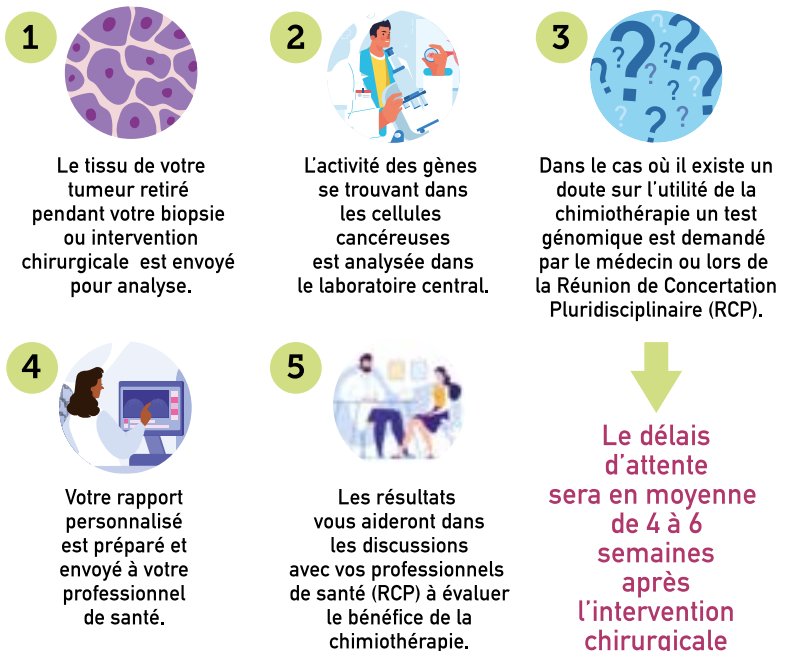 1
Le tissu de votre
tumeur retiré
pendant votre biopsie
ou intervention
chirurgicale est envoyé
pour analyse.
2
L'activité des gènes
se trouvant dans
les cellules
cancéreuses
est analysée dans
le laboratoire central.
3
? ? ? ? ? ? ? ? ? ? ? ?
Dans le cas où il existe un
doute sur l'utilité de la
chimiothérapie un test
génomique est demandé
par le médecin ou lors de
la Réunion de Concertation
Pluridisciplinaire (RCP).
Le délais
d'attente
sera en moyenne
de 4 à 6
semaines
après
l'intervention
chirurgicale
4
Votre rapport
personnalisé
est préparé et
envoyé à votre
professionnel
de santé.
5
Les résultats
vous aideront dans
les discussions
avec vos professionnels
de santé (RCP) à évaluer
le bénéfice de la
chimiothérapie.